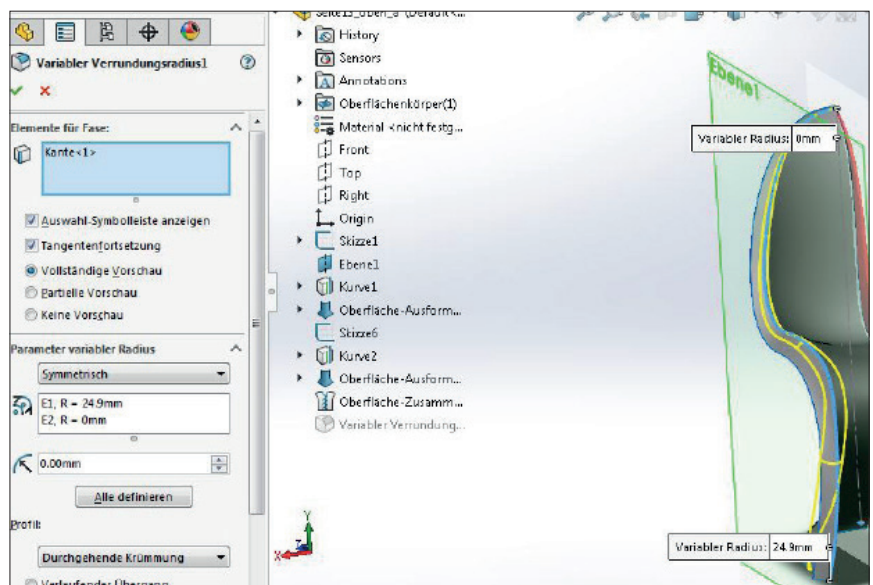 Variabler Verrundungsradius1
Elemente für Fase:
Kante<1>
Auswahl-Symbolleiste anzeigen
Tangentenfortsetzung
Vollständige Vorschau
Partielle Vorschau
Keine Vorschau
Parameter variabler Radius
Symmetrisch
E1, R = 24.9mm
E2, R = 0mm
0.00mm
Alle definieren
Profil:
Durchgehende Krümmung
Verlaufender Übergang
(Default<...
History
Sensors
Annotations
Oberflächenkörper(1)
Material <nicht festg...
Front
Top
Right
Origin
Skizze1
Ebene1
Kurve1
Oberfläche-Ausform...
Skizze6
Kurve2
Oberfläche-Ausform...
Oberfläche-Zusamm...
Variabler Verrundung...
Ebene1
Variabler Radius: 0mm
Variabler Radius: 24.9mm
Y
X
Z